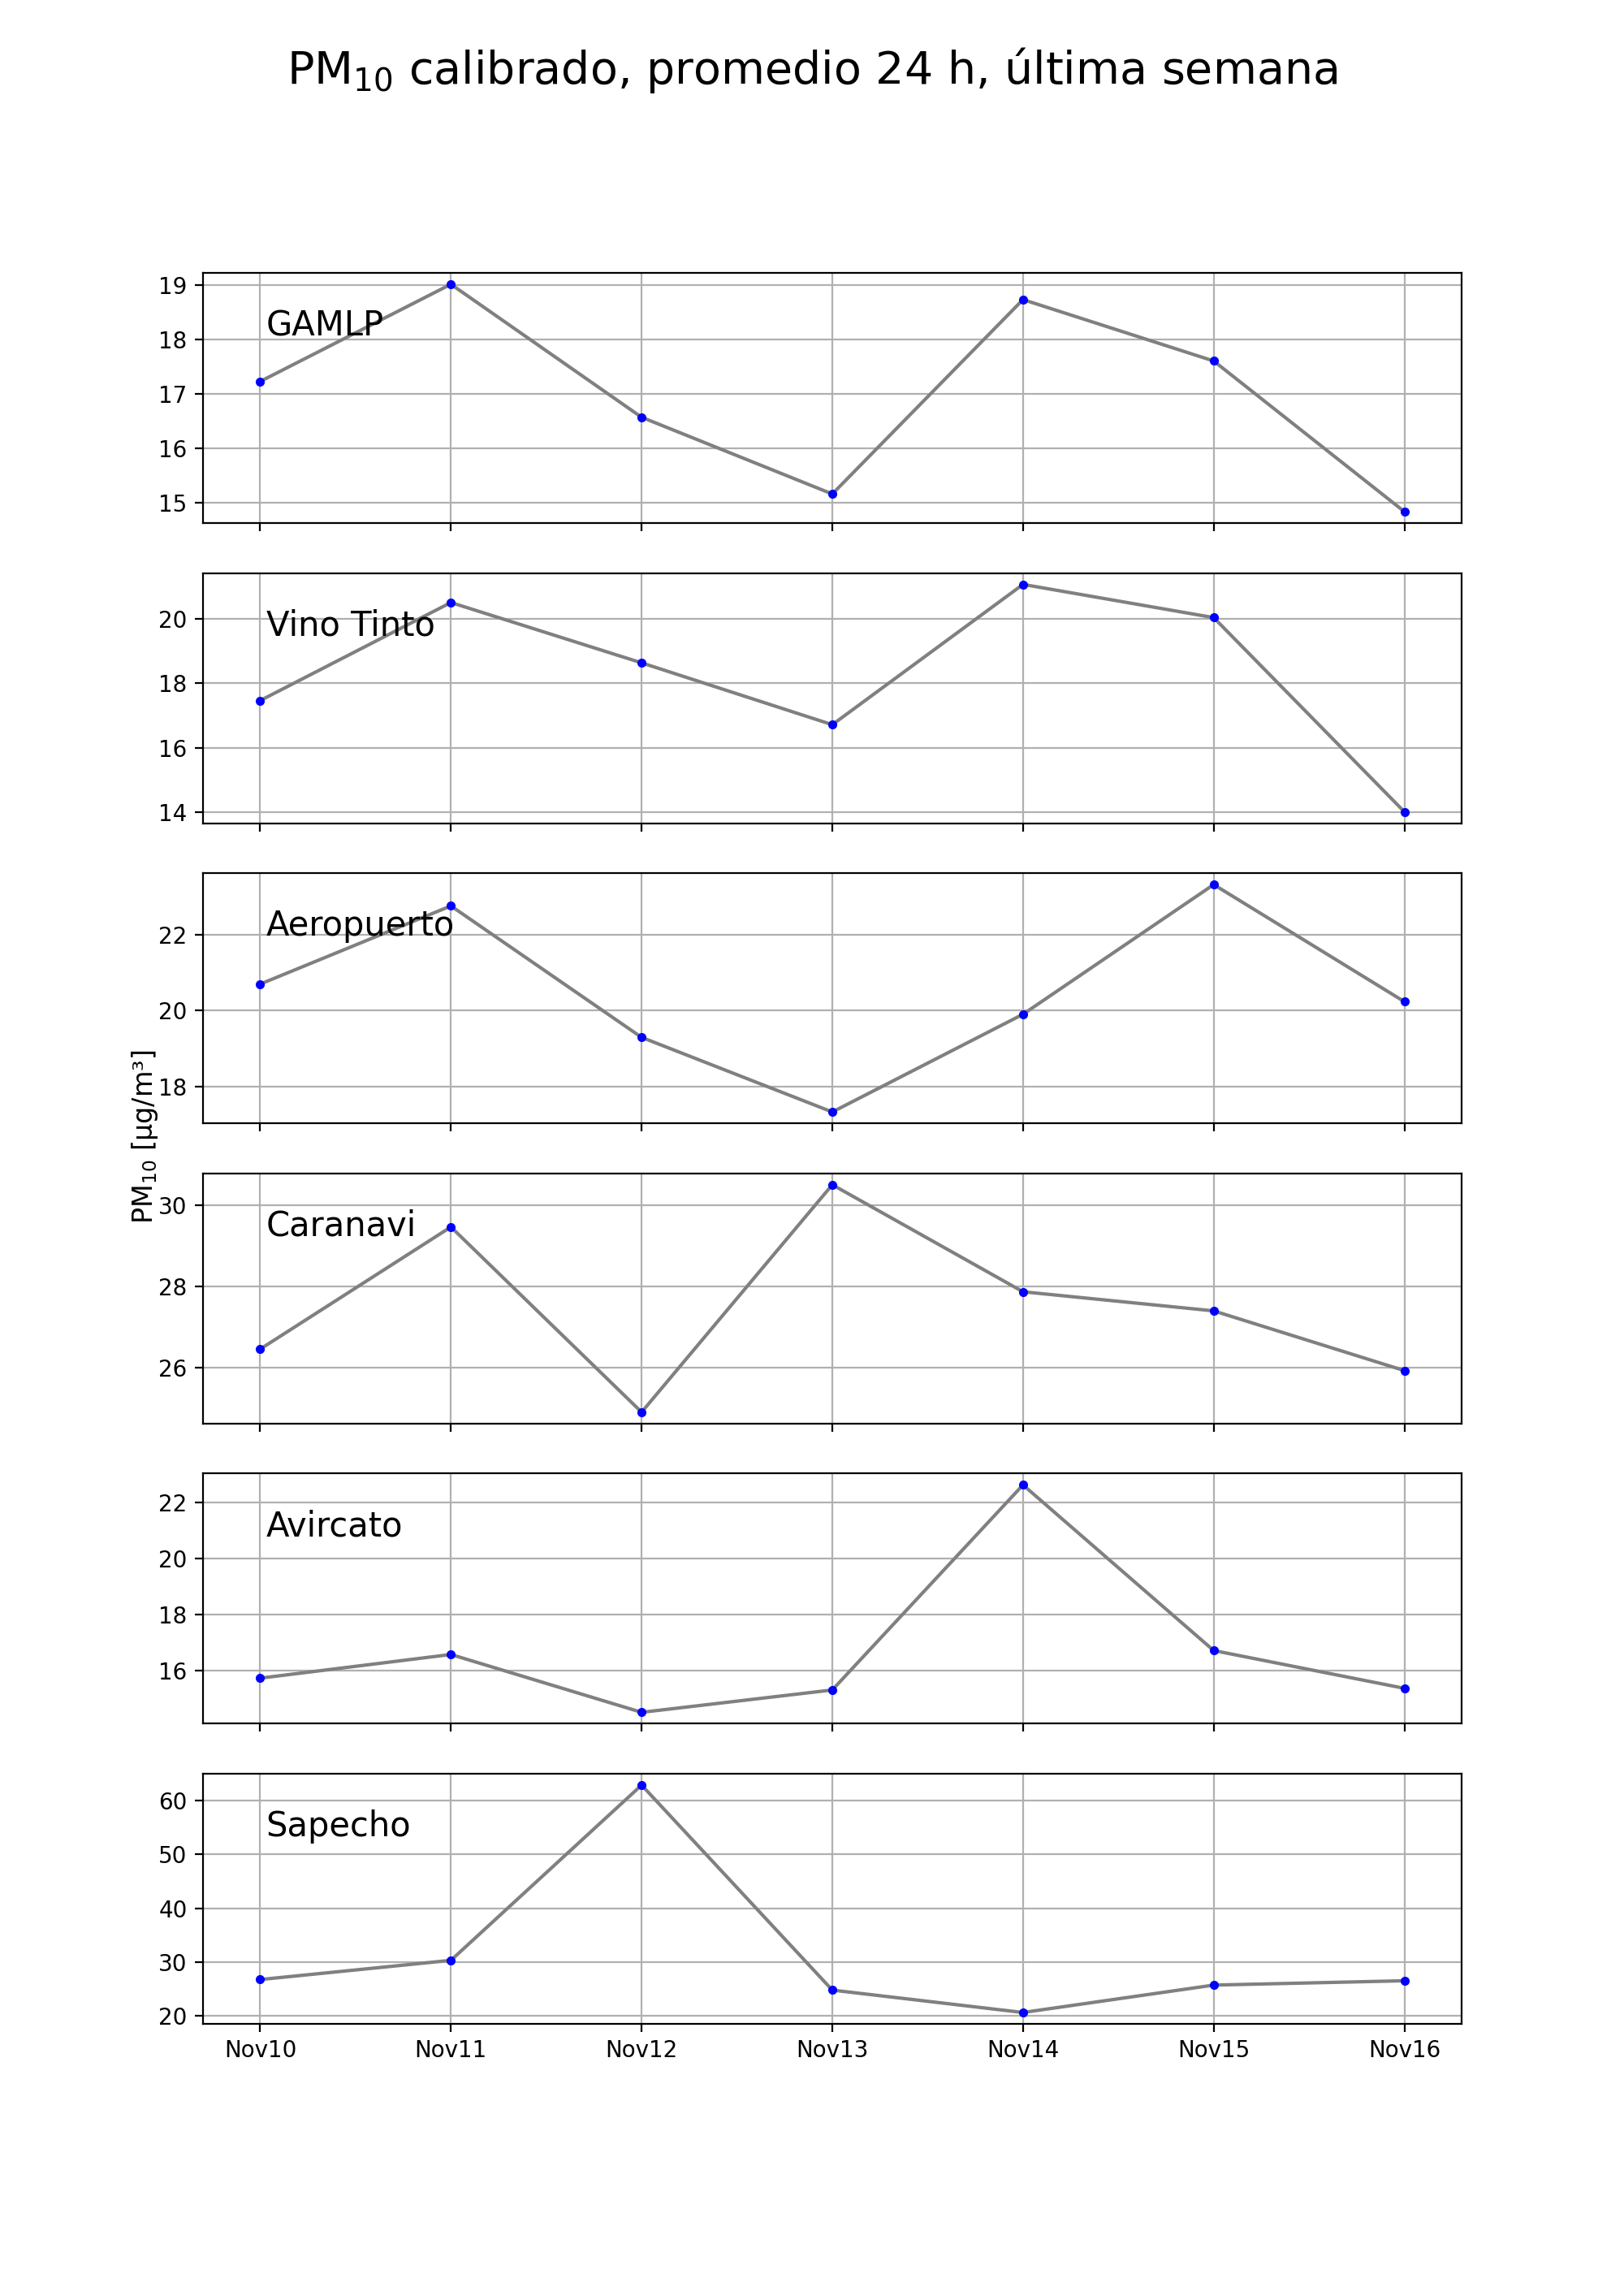 PM₁₀ calibrado, promedio 24 h, última semana
PM₁₀ [µg/m³]
19
18
17
16
15
GAMLP
20
18
16
14
Vino Tinto
22
20
18
Aeropuerto
30
28
26
Caranavi
22
20
18
16
Avircato
60
50
40
30
20
Sapecho
Nov10 Nov11 Nov12 Nov13 Nov14 Nov15 Nov16